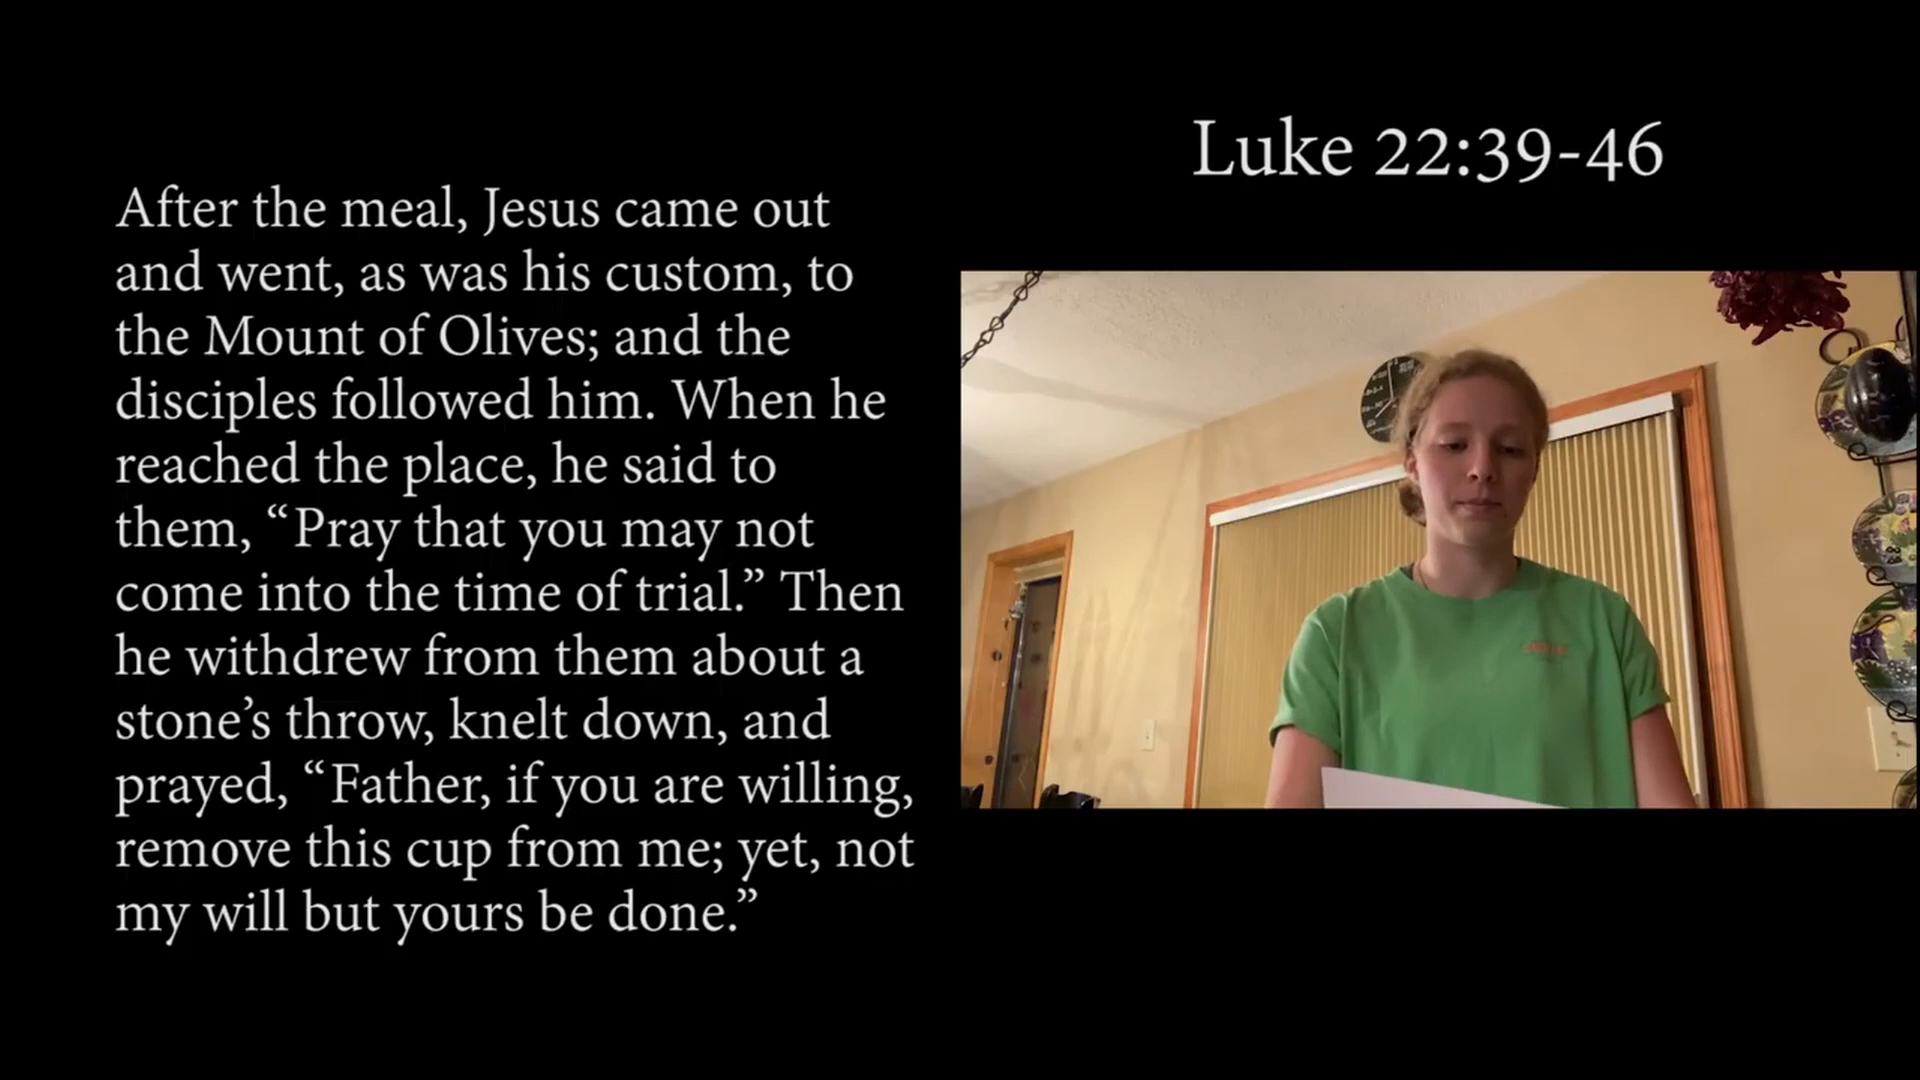 Luke 22:39-46
After the meal, Jesus came out
and went, as was his custom, to
the Mount of Olives; and the
disciples followed him. When he
reached the place, he said to
them, “Pray that you may not
come into the time of trial.” Then
he withdrew from them about a
stone’s throw, knelt down, and
prayed, “Father, if you are willing,
remove this cup from me; yet, not
my will but yours be done.”